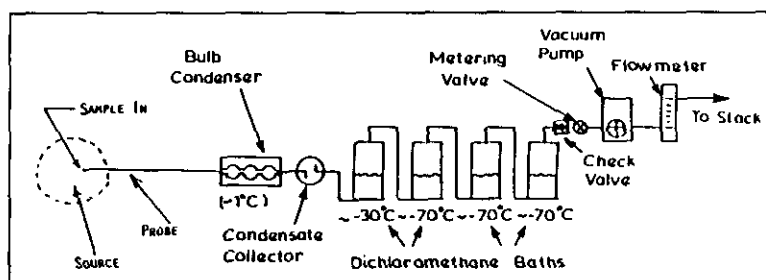 Bulb
Condenser
Vacuum
Pump
Metering
Valve
Flowmeter
SAMPLE IN
To Stack
Check
Valve
(~1°C)
~-30°C ~-70°C ~-70°C ~-70°C
PROBE
Condensate
Collector
Dichloromethane Baths
SOURCE